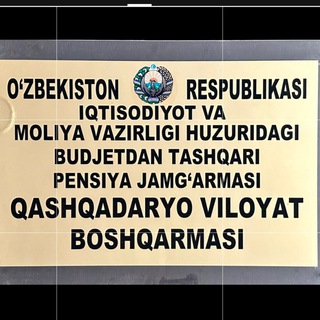 O‘ZBEKISTON RESPUBLIKASI
IQTISODIYOT VA
MOLIYA VAZIRLIGI HUZURIDAGI
BUDJETDAN TASHQARI
PENSIYA JAMG‘ARMASI
QASHQADARYO VILOYAT
BOSHQARMASI